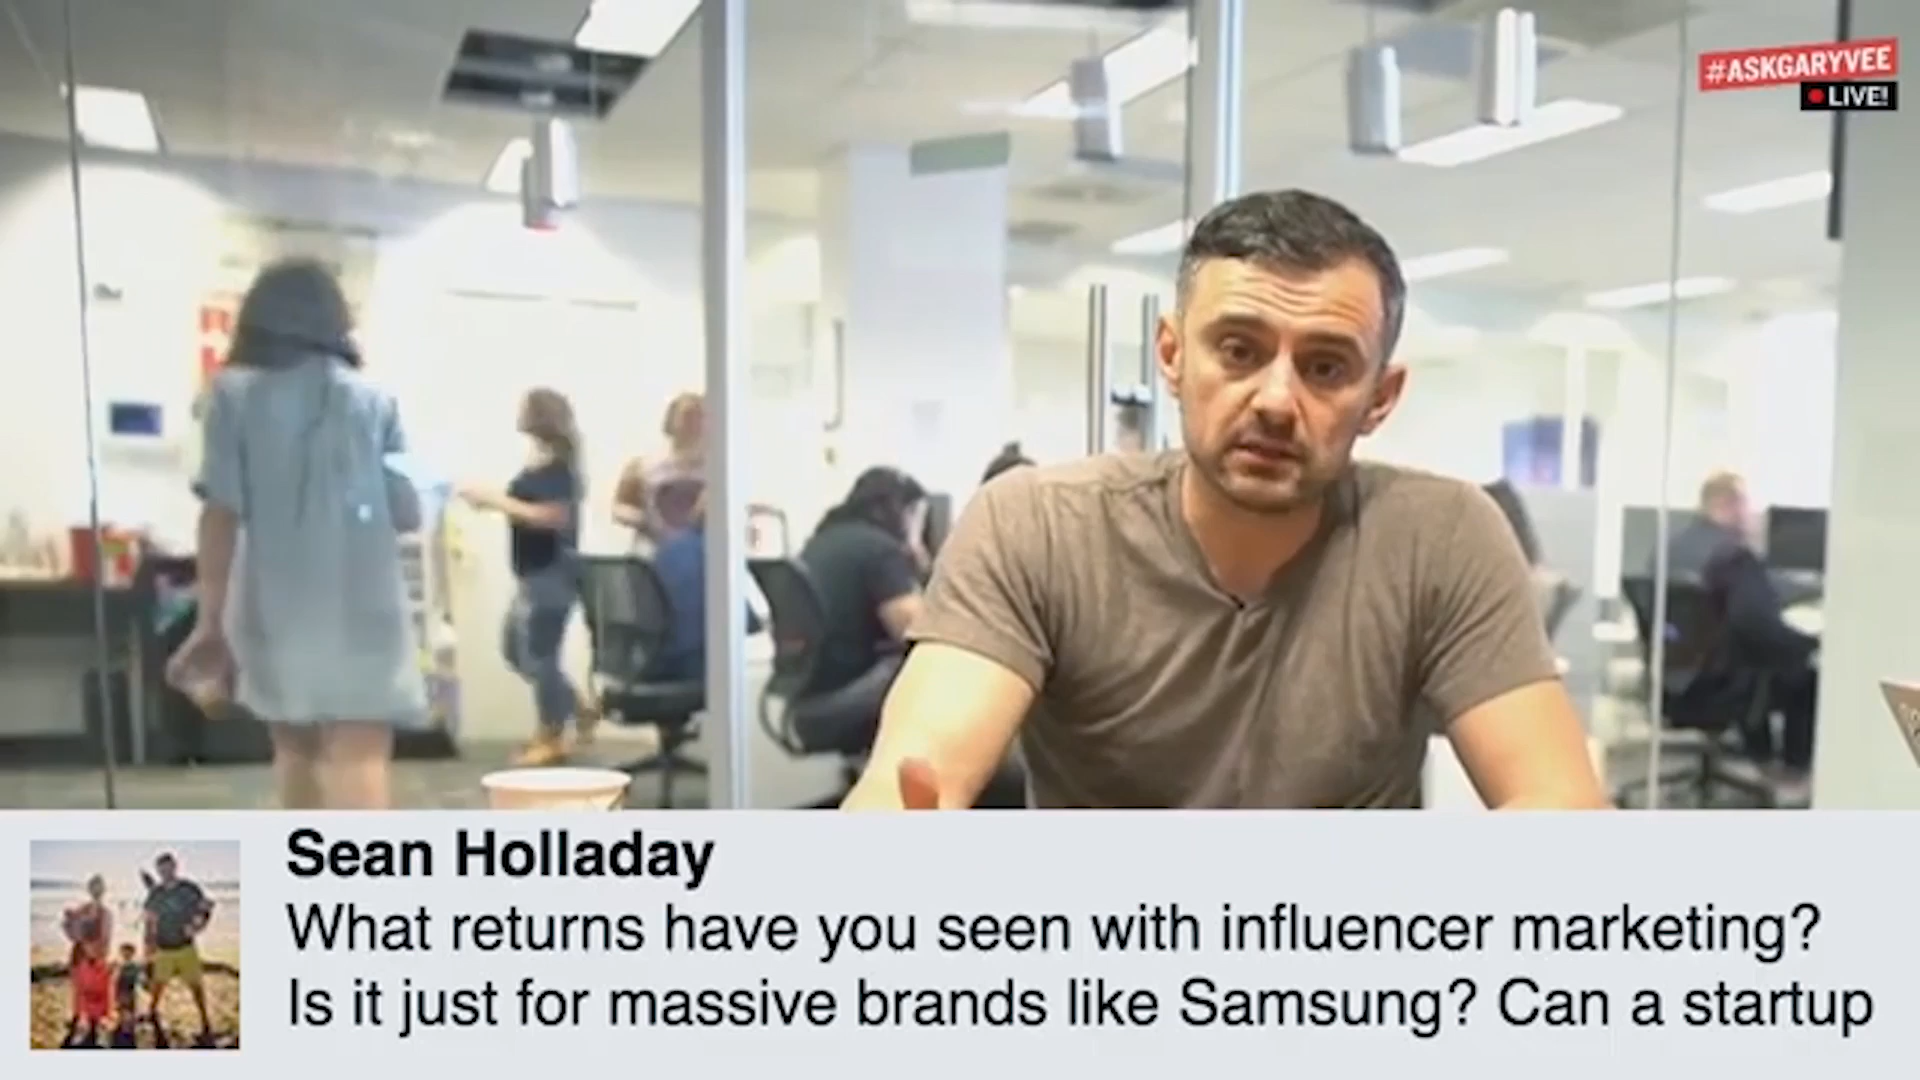 #ASKGARYVEE
LIVE!
Sean Holladay
What returns have you seen with influencer marketing?
Is it just for massive brands like Samsung? Can a startup